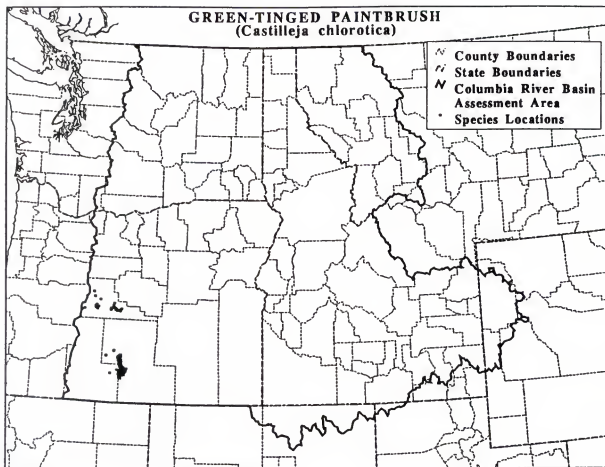 GREEN-TINGED PAINTBRUSH
(Castilleja chlorotica)
County Boundaries
State Boundaries
Columbia River Basin
Assessment Area
Species Locations